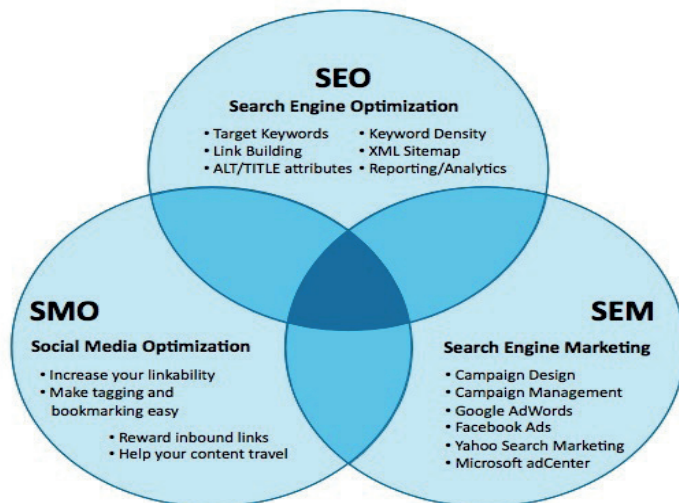 SEO
Search Engine Optimization
• Target Keywords • Keyword Density
• Link Building • XML Sitemap
• ALT/TITLE attributes • Reporting/Analytics
SMO
Social Media Optimization
• Increase your linkability
• Make tagging and
bookmarking easy
• Reward inbound links
• Help your content travel
SEM
Search Engine Marketing
• Campaign Design
• Campaign Management
• Google AdWords
• Facebook Ads
• Yahoo Search Marketing
• Microsoft adCenter